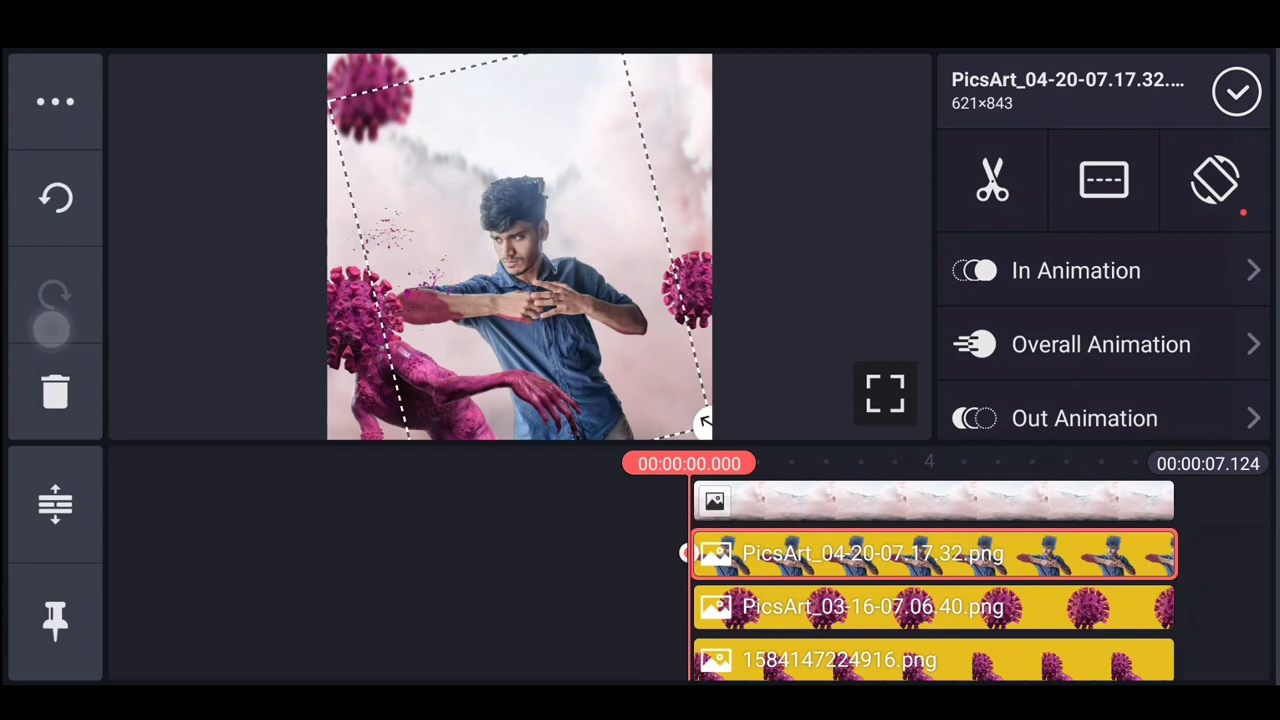 PicsArt_04-20-07.17.32....
621×843
In Animation
Overall Animation
Out Animation
00:00:00.000
4
00:00:07.124
PicsArt_04-20-07.17.32.png
PicsArt_03-16-07.06.40.png
1584147224916.png